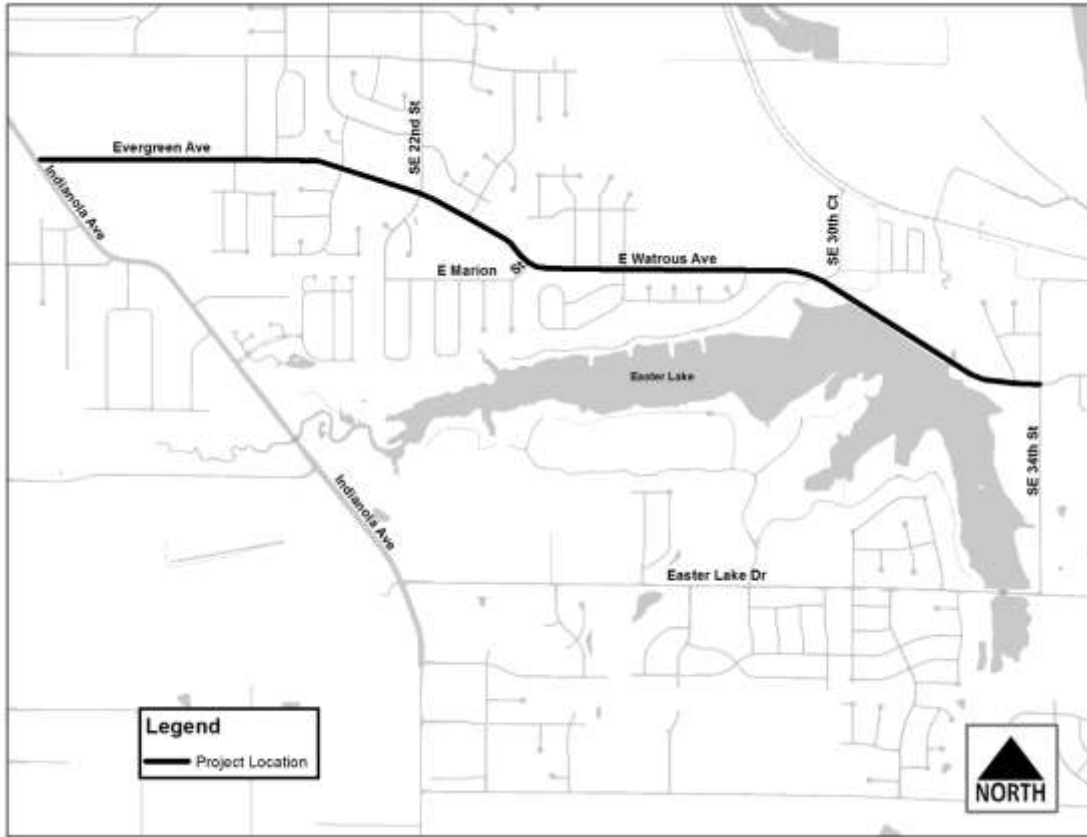 Evergreen Ave
SE 22nd St
Indianola Ave
SE 30th Ct
E Marion St
E Watrous Ave
Easter Lake
SE 34th St
Indianola Ave
Easter Lake Dr
Legend
Project Location
NORTH